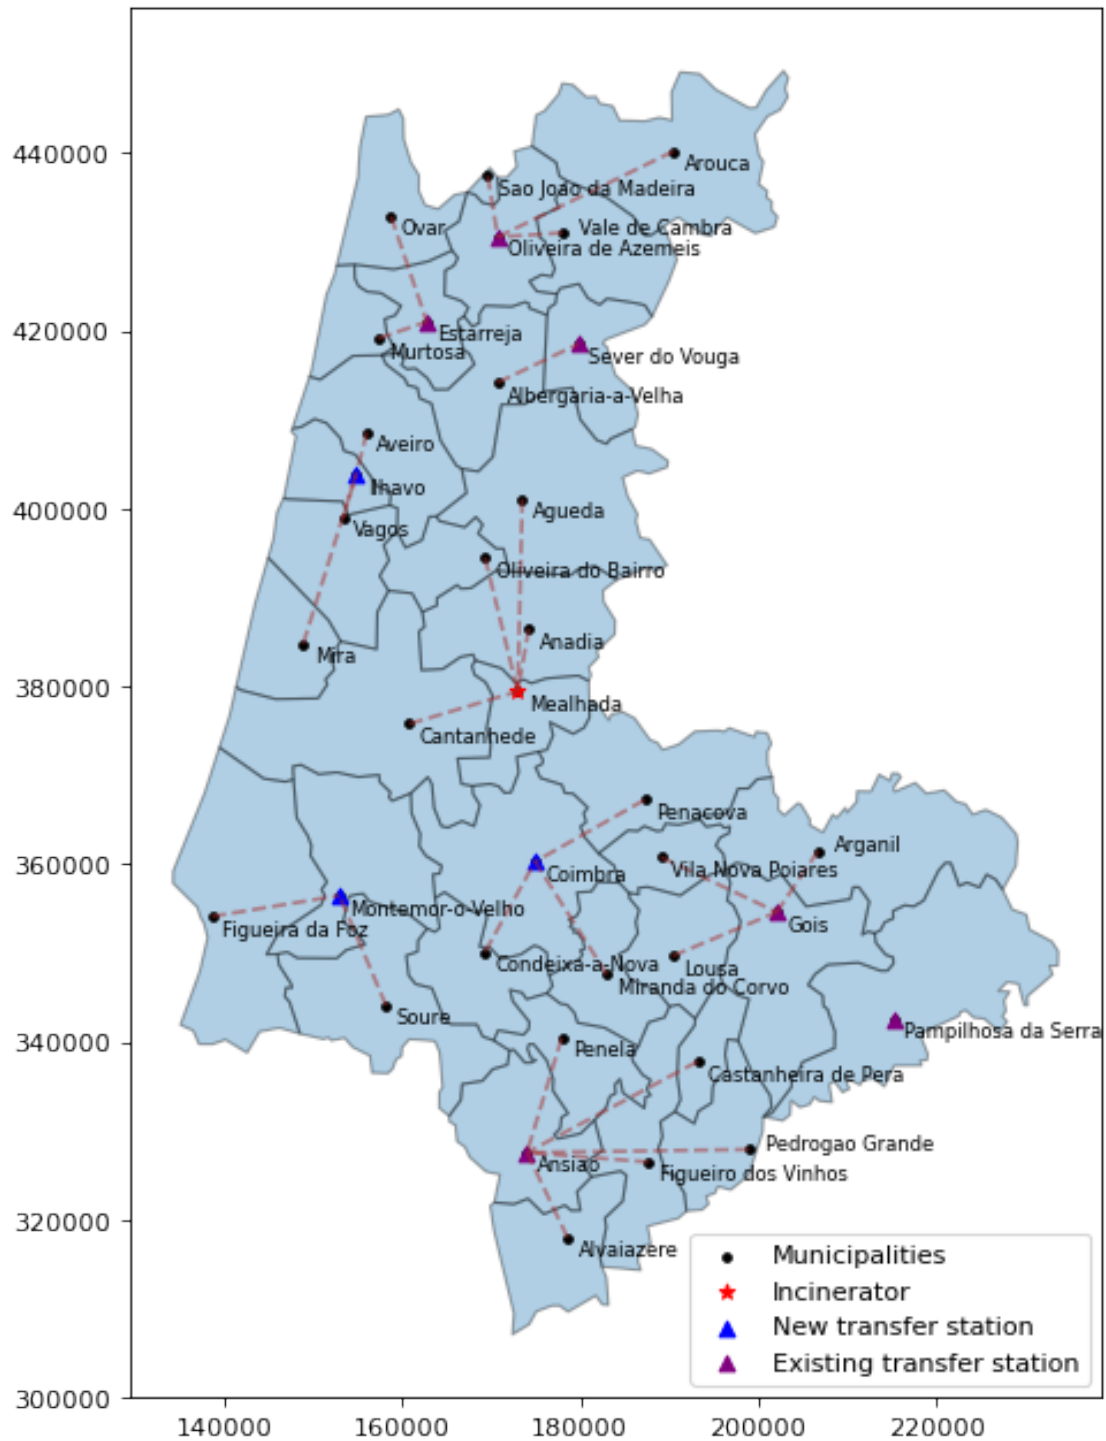 440000
420000
400000
380000
360000
340000
320000
300000
Arouca
Sao João da Madeira
Ovar
Vale de Cambra
Oliveira de Azemeis
Estarreja
Murtosa
Sever do Vouga
Albergaria-a-Velha
Aveiro
Ilhavo
Agueda
Vagos
Oliveira do Bairro
Anadia
Mira
Mealhada
Cantanhede
Penacova
Arganil
Vila Nova Poiares
Coimbra
Montemor-o-Velho
Gois
Figueira da Foz
Condeixa-a-Nova
Lousa
Miranda do Corvo
Soure
Pampilhosa da Serra
Penela
Castanheira de Pera
Pedrogao Grande
Ansiao
Figueiro dos Vinhos
Alvaiazere
Municipalities
Incinerator
New transfer station
Existing transfer station
140000 160000 180000 200000 220000